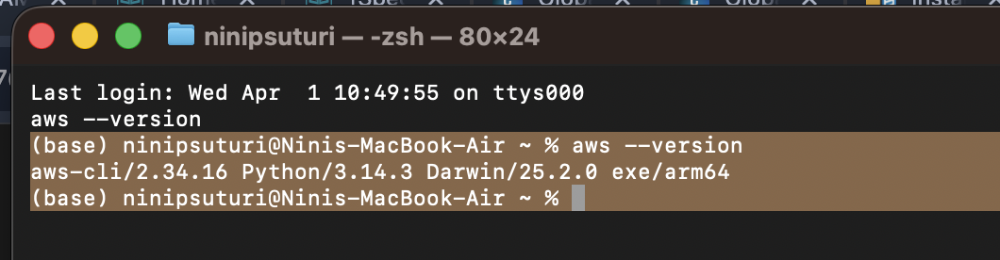 ninipsuturi — -zsh — 80×24
Last login: Wed Apr  1 10:49:55 on ttys000
aws --version
(base) ninipsuturi@Ninis-MacBook-Air ~ % aws --version
aws-cli/2.34.16 Python/3.14.3 Darwin/25.2.0 exe/arm64
(base) ninipsuturi@Ninis-MacBook-Air ~ %